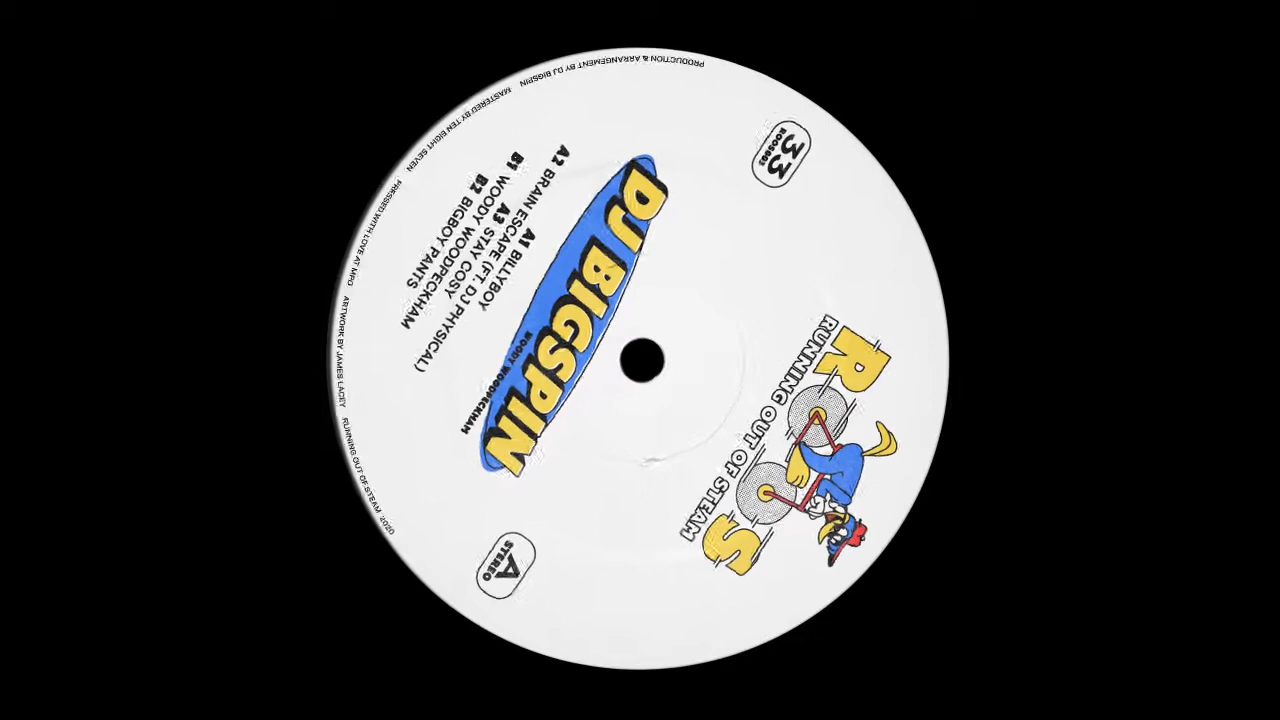 ROOS
RUNNING OUT OF STEAM
33
ROOS003
A
STEREO
DJ BIGSPIN
WOODY WOODPECKHAM
A1 BILLYBOY
A2 BRAIN ESCAPE (FT. DJ PHYSICAL)
A3 STAY COSY
B1 WOODY WOODPECKHAM
B2 BIGBOY PANTS
PRODUCTION & ARRANGEMENT BY DJ BIGSPIN MASTERED BY TEN EIGHT SEVEN PRESSED WITH LOVE AT MPO ARTWORK BY JAMES LACEY RUNNING OUT OF STEAM 2020